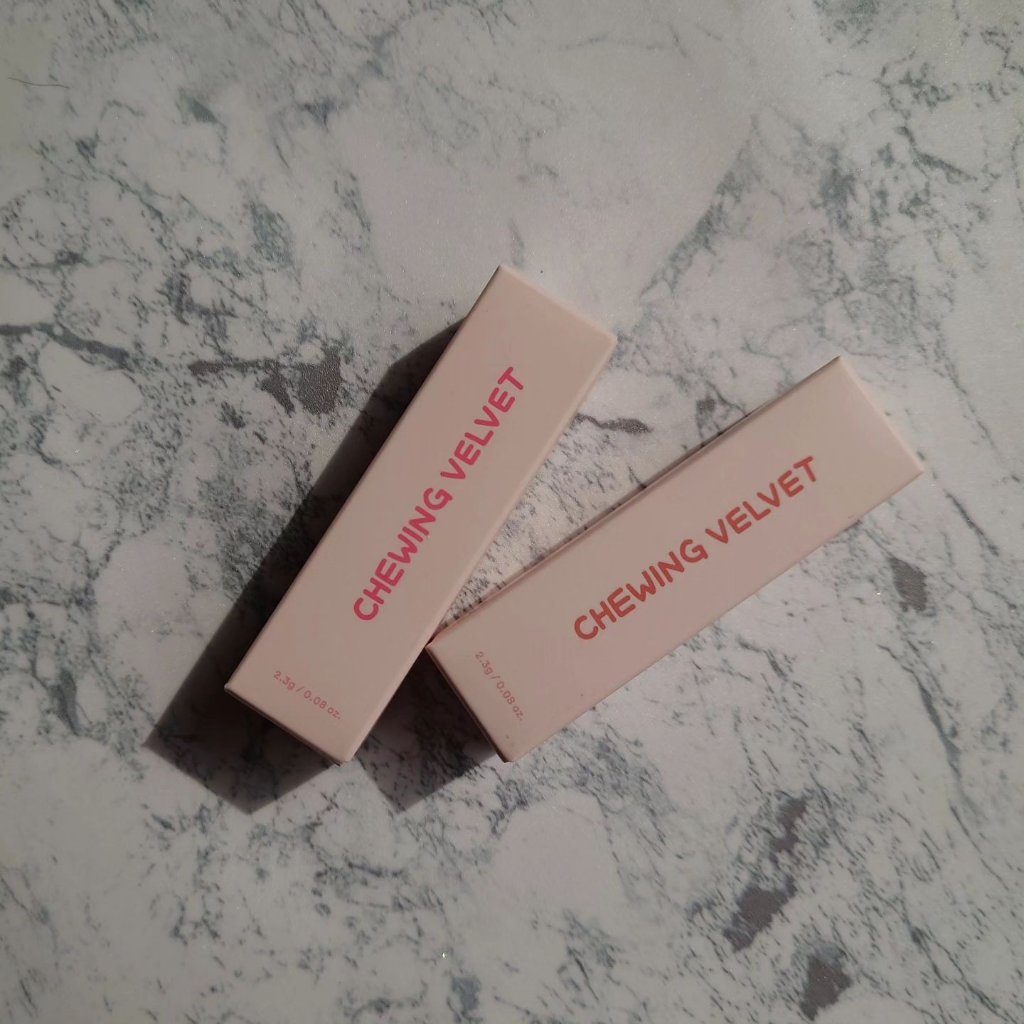 CHEWING VELVET
2.3g / 0.08 oz.
CHEWING VELVET
2.3g / 0.08 oz.